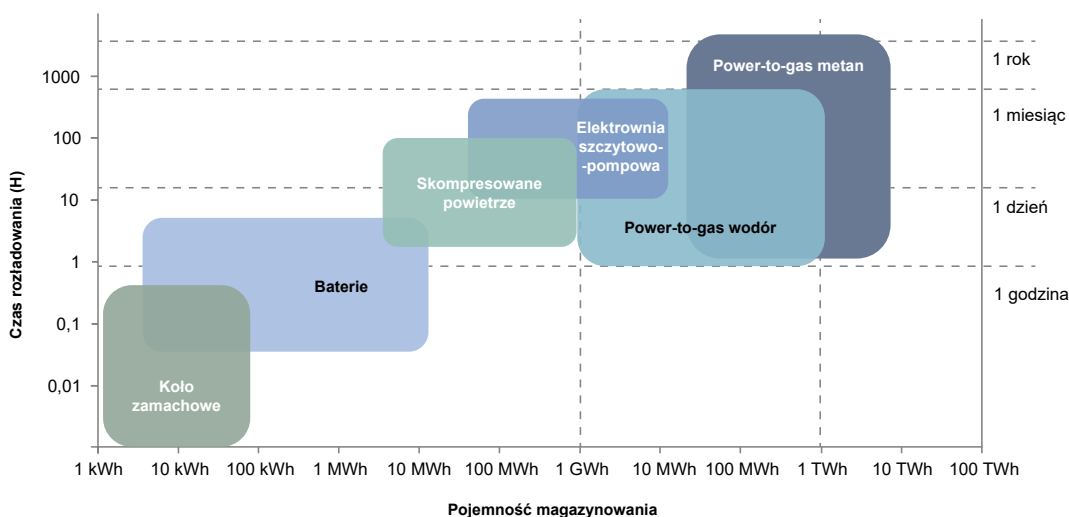 Czas rozładowania (H)
1000
100
10
1
0,1
0,01
Power-to-gas metan
Elektrownia
szczytowo-
-pompowa
Skompresowane
powietrze
Power-to-gas wodór
Baterie
Koło
zamachowe
1 rok
1 miesiąc
1 dzień
1 godzina
1 kWh 10 kWh 100 kWh 1 MWh 10 MWh 100 MWh 1 GWh 10 MWh 100 MWh 1 TWh 10 TWh 100 TWh
Pojemność magazynowania